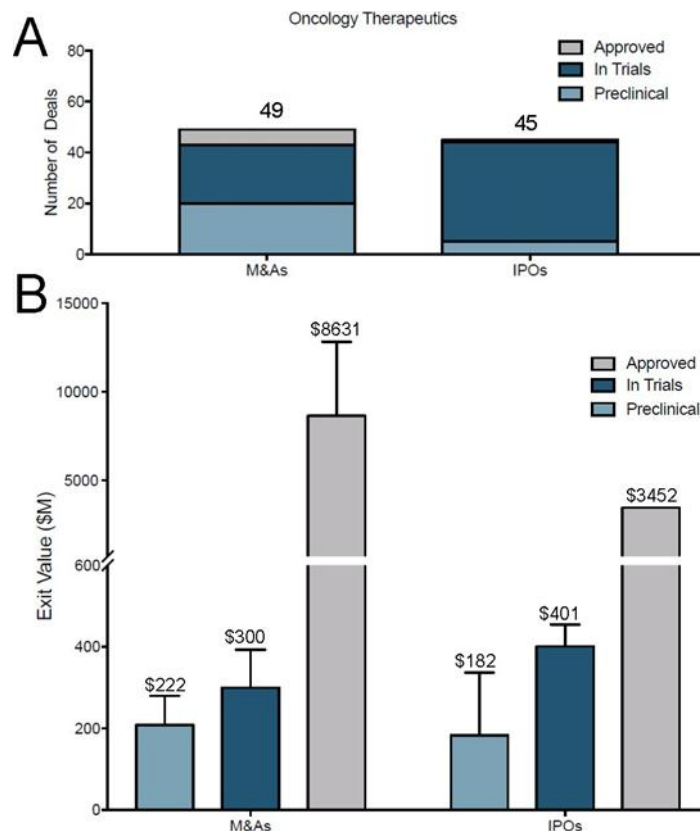 A
Oncology Therapeutics
Number of Deals
80
60
40
20
0
49
45
Approved
In Trials
Preclinical
M&As
IPOs
B
Exit Value ($M)
15000
10000
5000
600
400
200
0
$8631
$3452
$222
$300
$182
$401
Approved
In Trials
Preclinical
M&As
IPOs